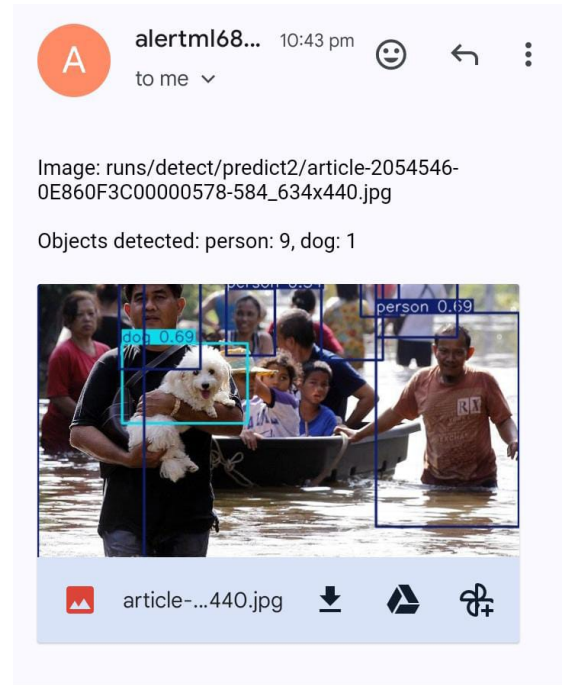 A
alertml68... 10:43 pm
to me
Image: runs/detect/predict2/article-2054546-
0E860F3C00000578-584_634x440.jpg
Objects detected: person: 9, dog: 1
person
person 0.69
dog 0.69
RX
article-...440.jpg